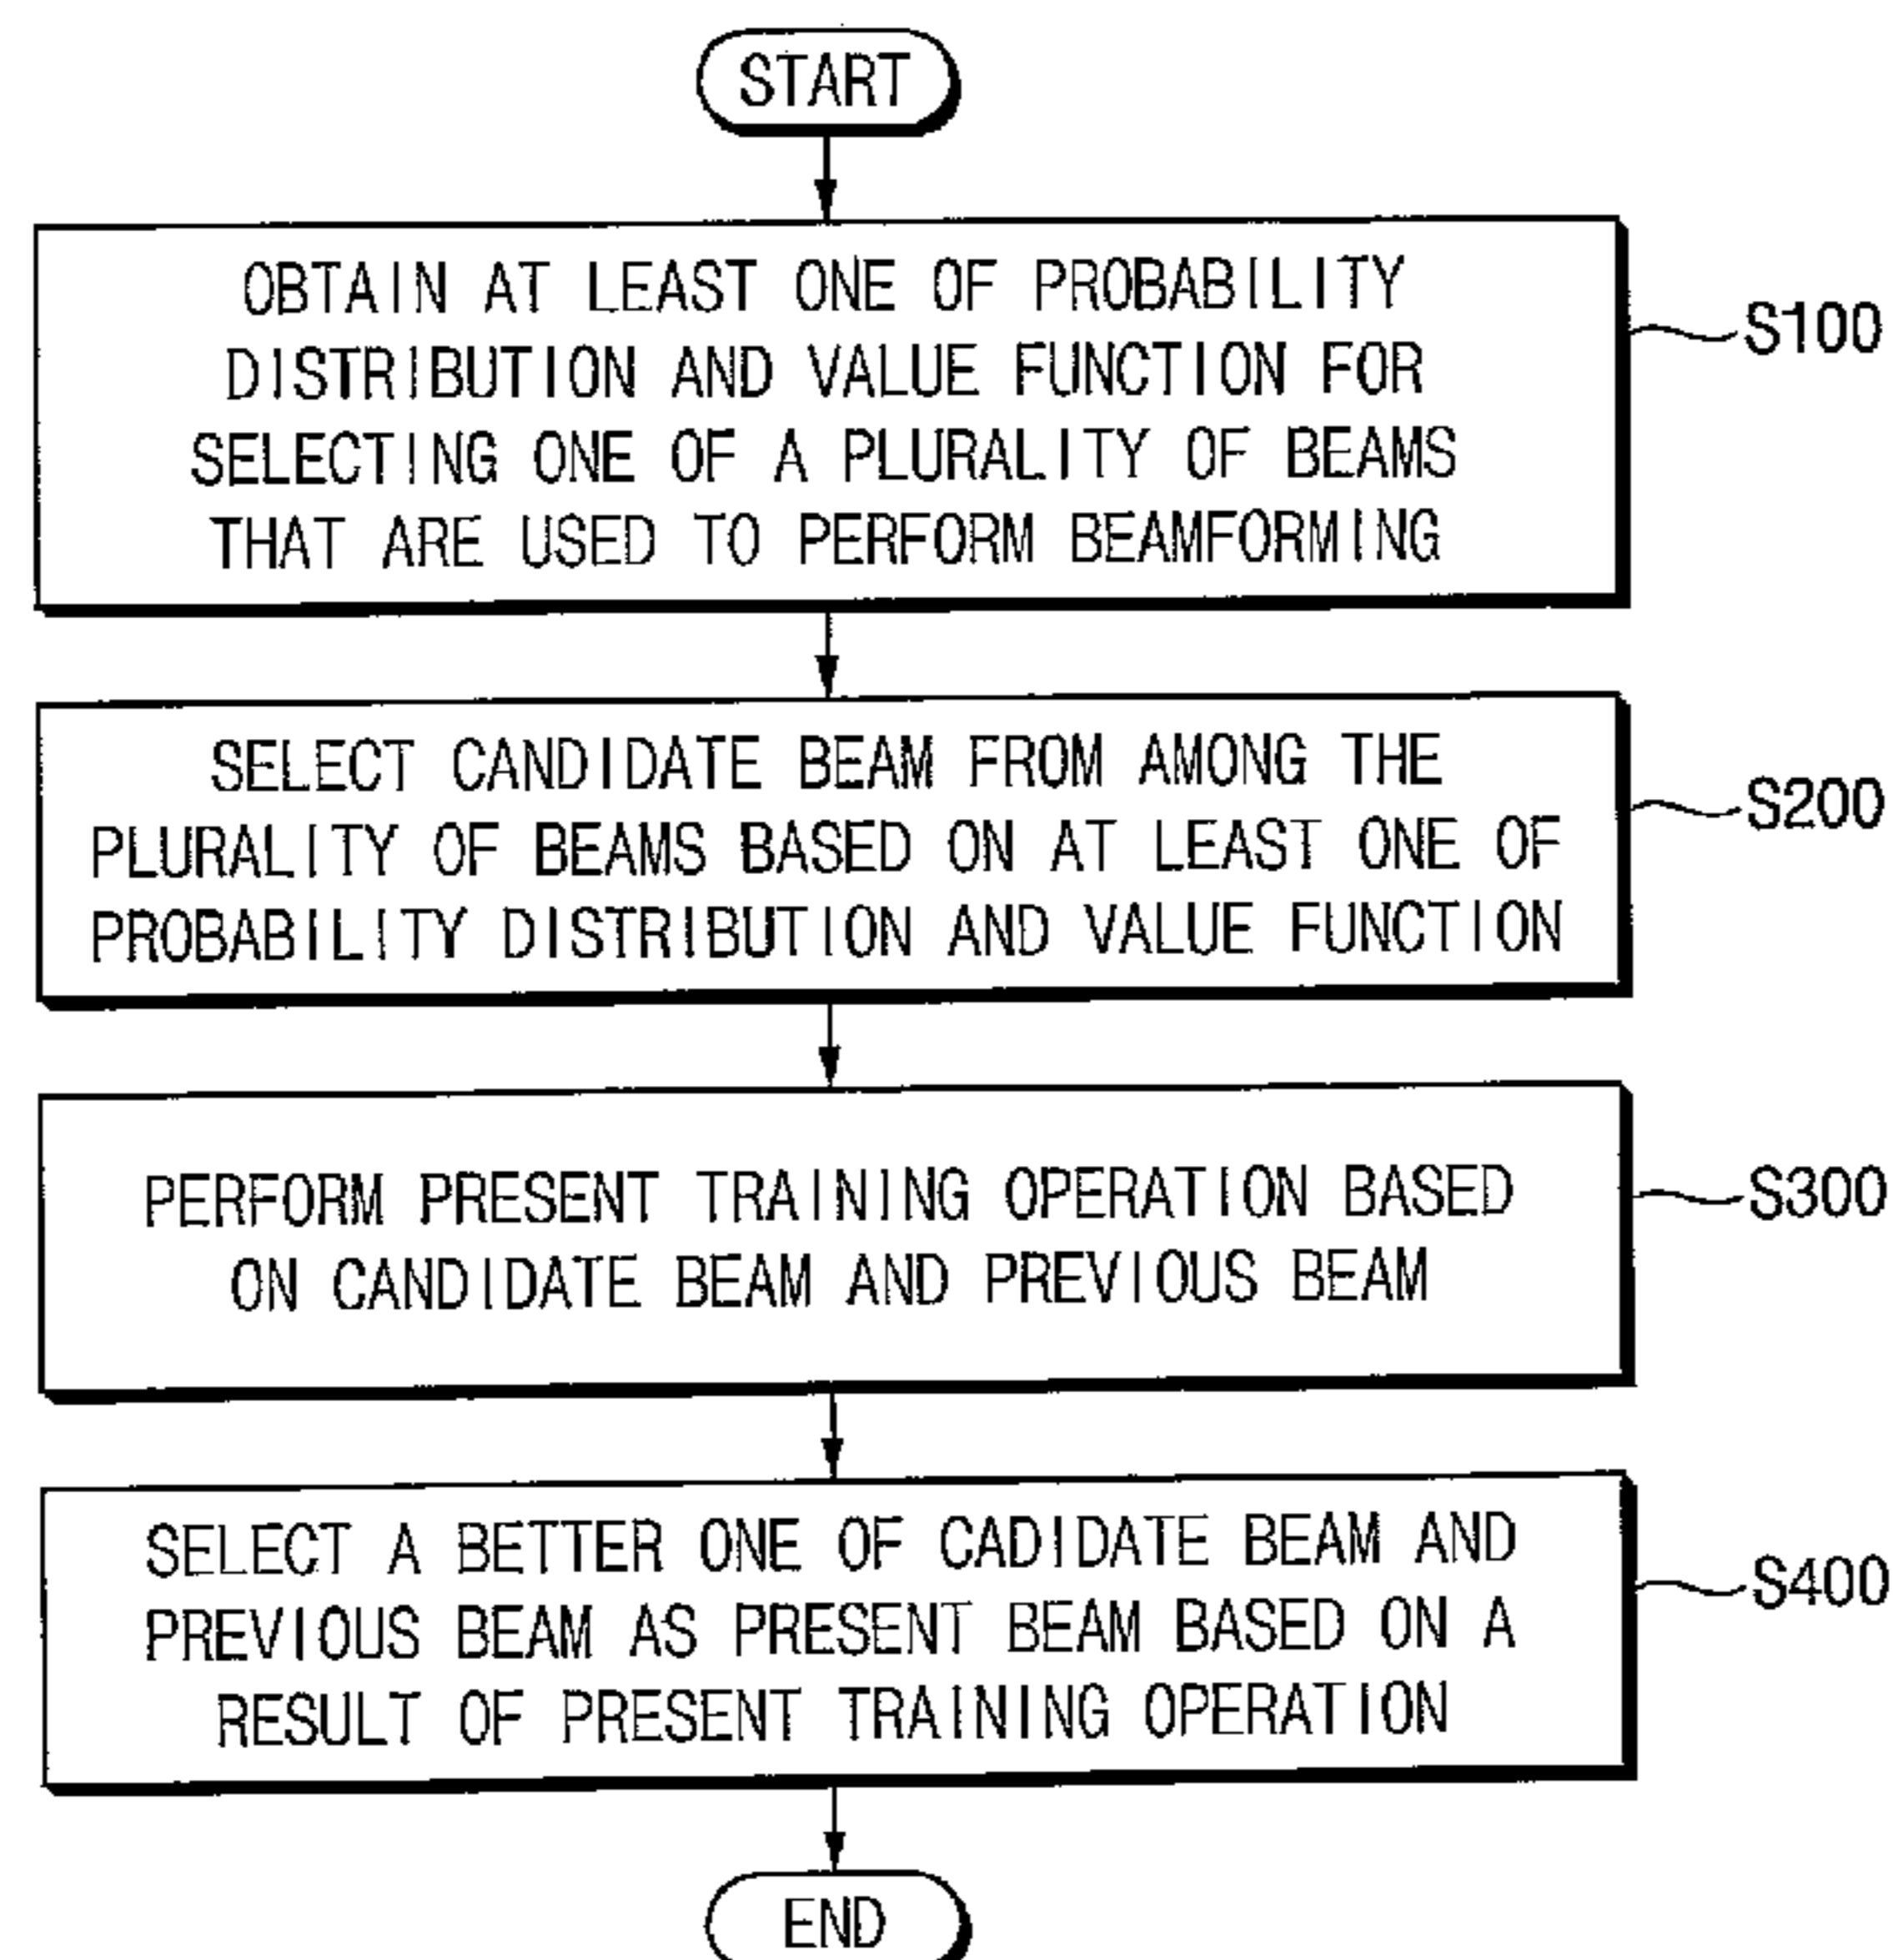 START
OBTAIN AT LEAST ONE OF PROBABILITY
DISTRIBUTION AND VALUE FUNCTION FOR
SELECTING ONE OF A PLURALITY OF BEAMS
THAT ARE USED TO PERFORM BEAMFORMING
S100
SELECT CANDIDATE BEAM FROM AMONG THE
PLURALITY OF BEAMS BASED ON AT LEAST ONE OF
PROBABILITY DISTRIBUTION AND VALUE FUNCTION
S200
PERFORM PRESENT TRAINING OPERATION BASED
ON CANDIDATE BEAM AND PREVIOUS BEAM
S300
SELECT A BETTER ONE OF CADIDATE BEAM AND
PREVIOUS BEAM AS PRESENT BEAM BASED ON A
RESULT OF PRESENT TRAINING OPERATION
S400
END